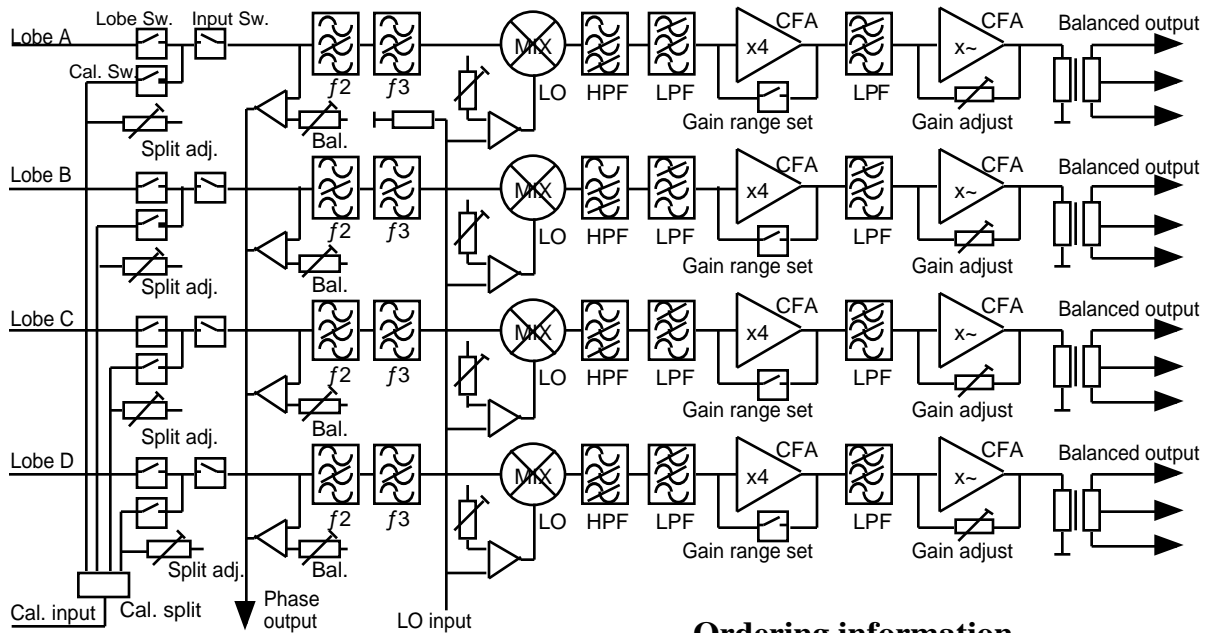 Lobe Sw. Input Sw.
Lobe A
Cal. Sw.
Split adj.
ƒ2 ƒ3
Bal.
MIX
LO HPF LPF
x4 CFA
Gain range set
LPF
x~ CFA
Gain adjust
Balanced output
Lobe B
Split adj.
ƒ2 ƒ3
Bal.
MIX
LO HPF LPF
x4 CFA
Gain range set
LPF
x~ CFA
Gain adjust
Balanced output
Lobe C
Split adj.
ƒ2 ƒ3
Bal.
MIX
LO HPF LPF
x4 CFA
Gain range set
LPF
x~ CFA
Gain adjust
Balanced output
Lobe D
Split adj.
ƒ2 ƒ3
Bal.
MIX
LO HPF LPF
x4 CFA
Gain range set
LPF
x~ CFA
Gain adjust
Balanced output
Cal. input
Cal. split
Phase
output
LO input
Ordering information